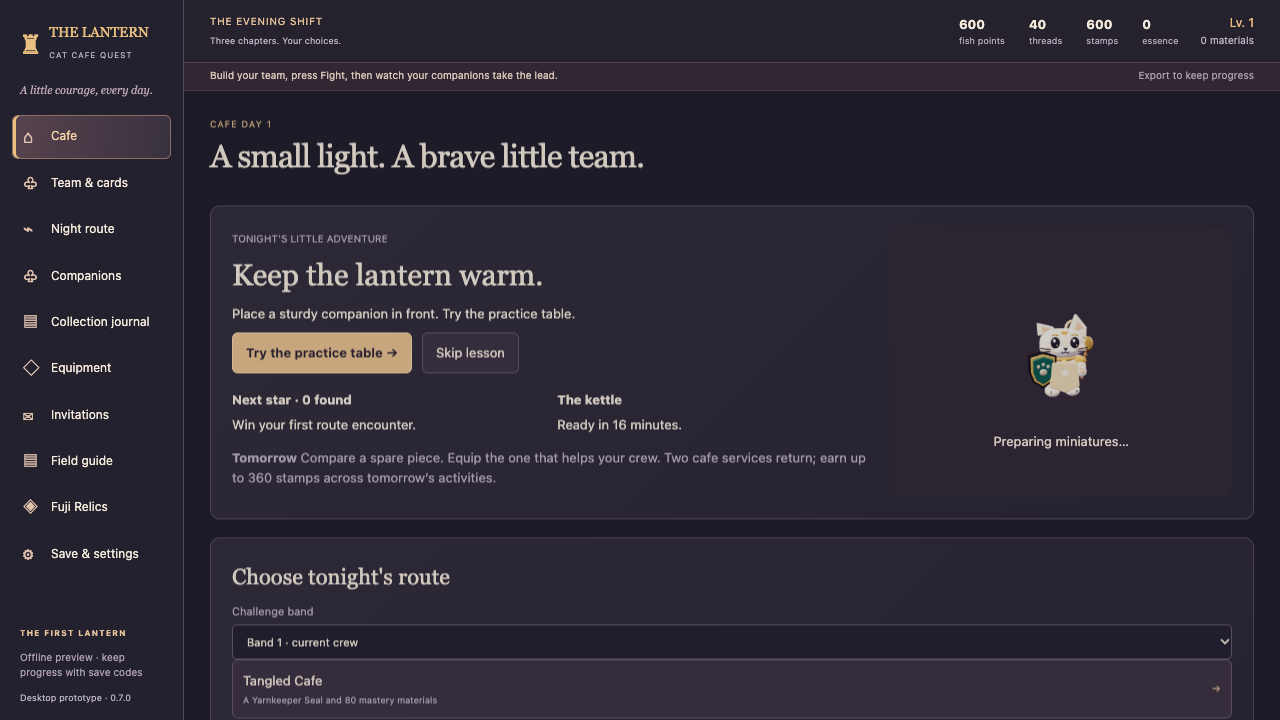 THE LANTERN
CAT CAFE QUEST
A little courage, every day.
Cafe
Team & cards
Night route
Companions
Collection journal
Equipment
Invitations
Field guide
Fuji Relics
Save & settings
THE FIRST LANTERN
Offline preview · keep
progress with save codes
Desktop prototype · 0.7.0
THE EVENING SHIFT
Three chapters. Your choices.
600
fish points
40
threads
600
stamps
0
essence
Lv. 1
0 materials
Build your team, press Fight, then watch your companions take the lead.
Export to keep progress
CAFE DAY 1
A small light. A brave little team.
TONIGHT'S LITTLE ADVENTURE
Keep the lantern warm.
Place a sturdy companion in front. Try the practice table.
Try the practice table →
Skip lesson
Next star · 0 found
Win your first route encounter.
The kettle
Ready in 16 minutes.
Tomorrow Compare a spare piece. Equip the one that helps your crew. Two cafe services return; earn up
to 360 stamps across tomorrow’s activities.
Preparing miniatures…
Choose tonight's route
Challenge band
Band 1 · current crew
Tangled Cafe
A Yarnkeeper Seal and 80 mastery materials
→